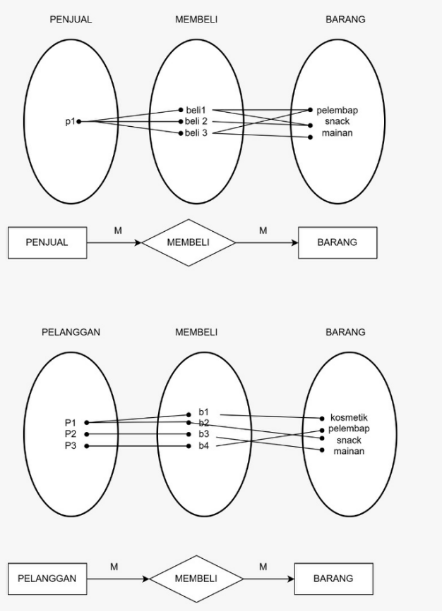 PENJUAL MEMBELI BARANG
p1 beli1 pelembap
beli 2 snack
beli 3 mainan
M M
PENJUAL MEMBELI BARANG
PELANGGAN MEMBELI BARANG
P1 b1 kosmetik
P2 b2 pelembap
P3 b3 snack
b4 mainan
M M
PELANGGAN MEMBELI BARANG